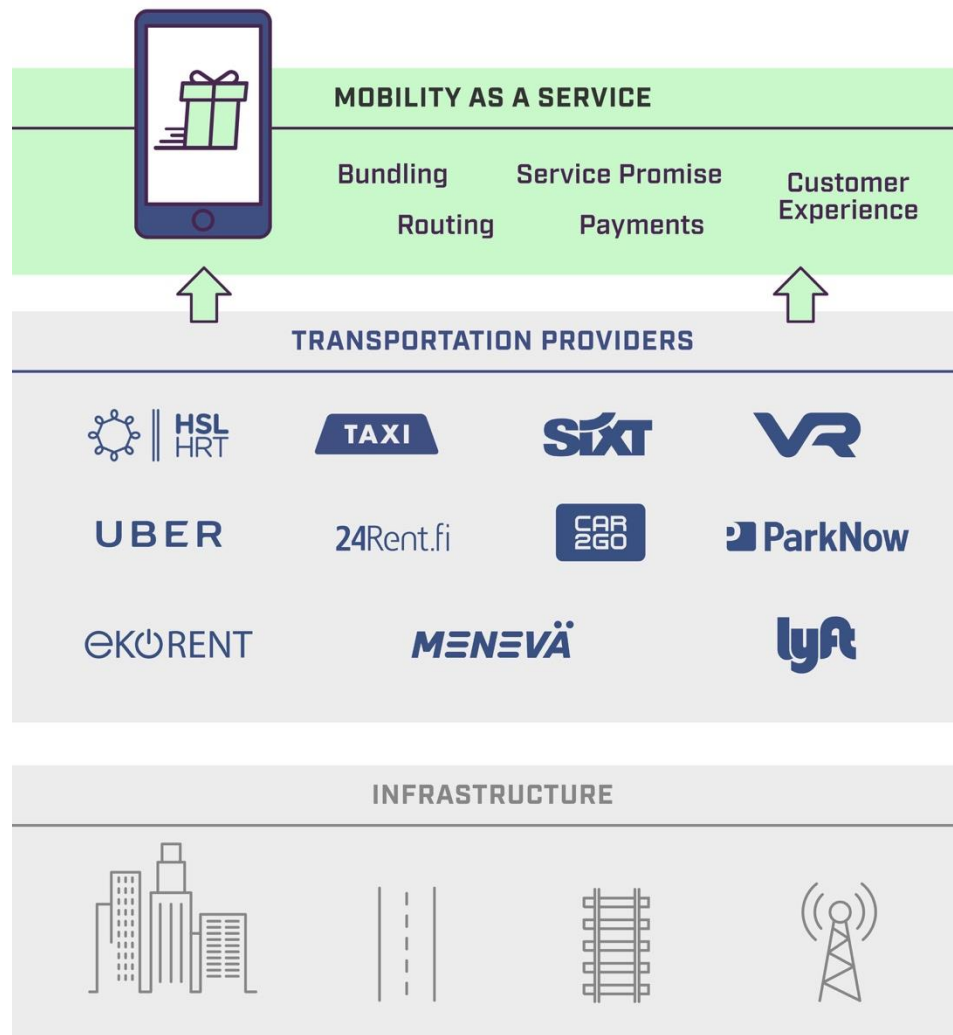 MOBILITY AS A SERVICE
Bundling
Service Promise
Customer
Experience
Routing
Payments
TRANSPORTATION PROVIDERS
HSL
HRT
TAXI
SIXT
VR
UBER
24Rent.fi
CAR
2GO
ParkNow
eKORENT
MENEVÄ
lyft
INFRASTRUCTURE